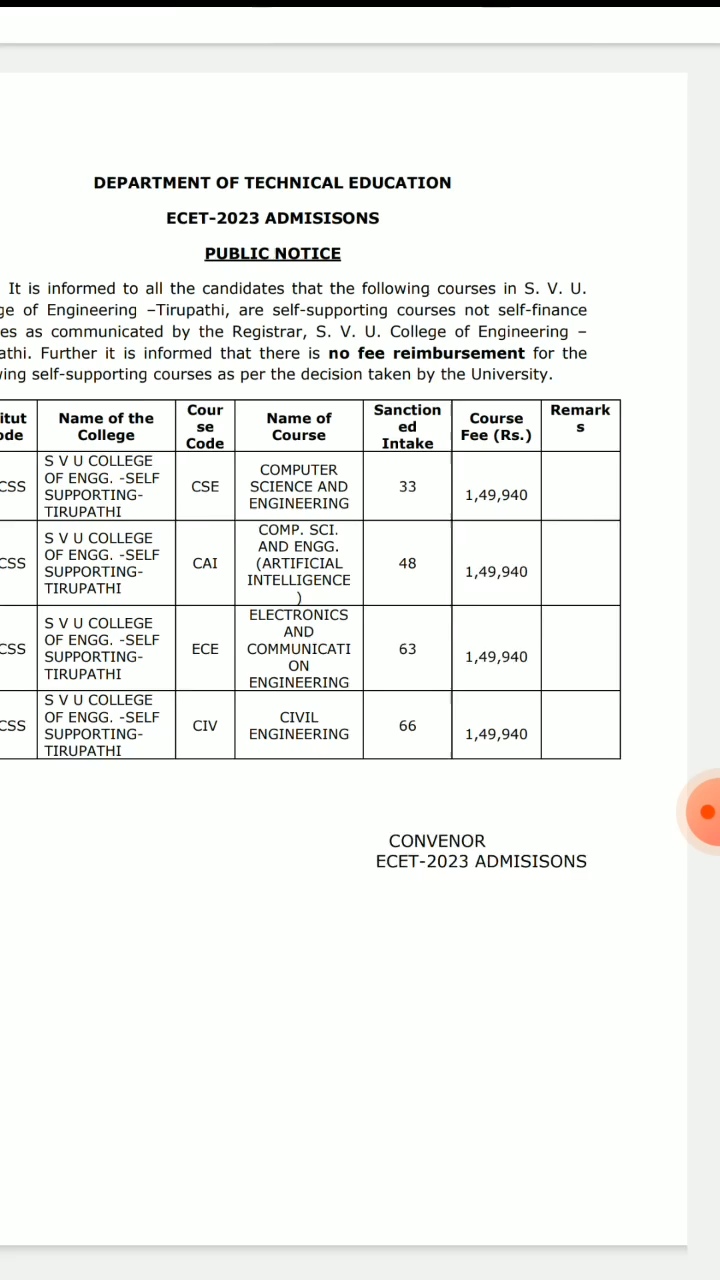 DEPARTMENT OF TECHNICAL EDUCATION
ECET-2023 ADMISISONS
PUBLIC NOTICE
It is informed to all the candidates that the following courses in S. V. U.
ge of Engineering –Tirupathi, are self-supporting courses not self-finance
es as communicated by the Registrar, S. V. U. College of Engineering –
athi. Further it is informed that there is no fee reimbursement for the
ving self-supporting courses as per the decision taken by the University.
itut
ode
Name of the
College
Cour
se
Code
Name of
Course
Sanction
ed
Intake
Course
Fee (Rs.)
Remark
s
CSS
S V U COLLEGE
OF ENGG. -SELF
SUPPORTING-
TIRUPATHI
CSE
COMPUTER
SCIENCE AND
ENGINEERING
33
1,49,940
CSS
S V U COLLEGE
OF ENGG. -SELF
SUPPORTING-
TIRUPATHI
CAI
COMP. SCI.
AND ENGG.
(ARTIFICIAL
INTELLIGENCE
)
48
1,49,940
CSS
S V U COLLEGE
OF ENGG. -SELF
SUPPORTING-
TIRUPATHI
ECE
ELECTRONICS
AND
COMMUNICATI
ON
ENGINEERING
63
1,49,940
CSS
S V U COLLEGE
OF ENGG. -SELF
SUPPORTING-
TIRUPATHI
CIV
CIVIL
ENGINEERING
66
1,49,940
CONVENOR
ECET-2023 ADMISISONS